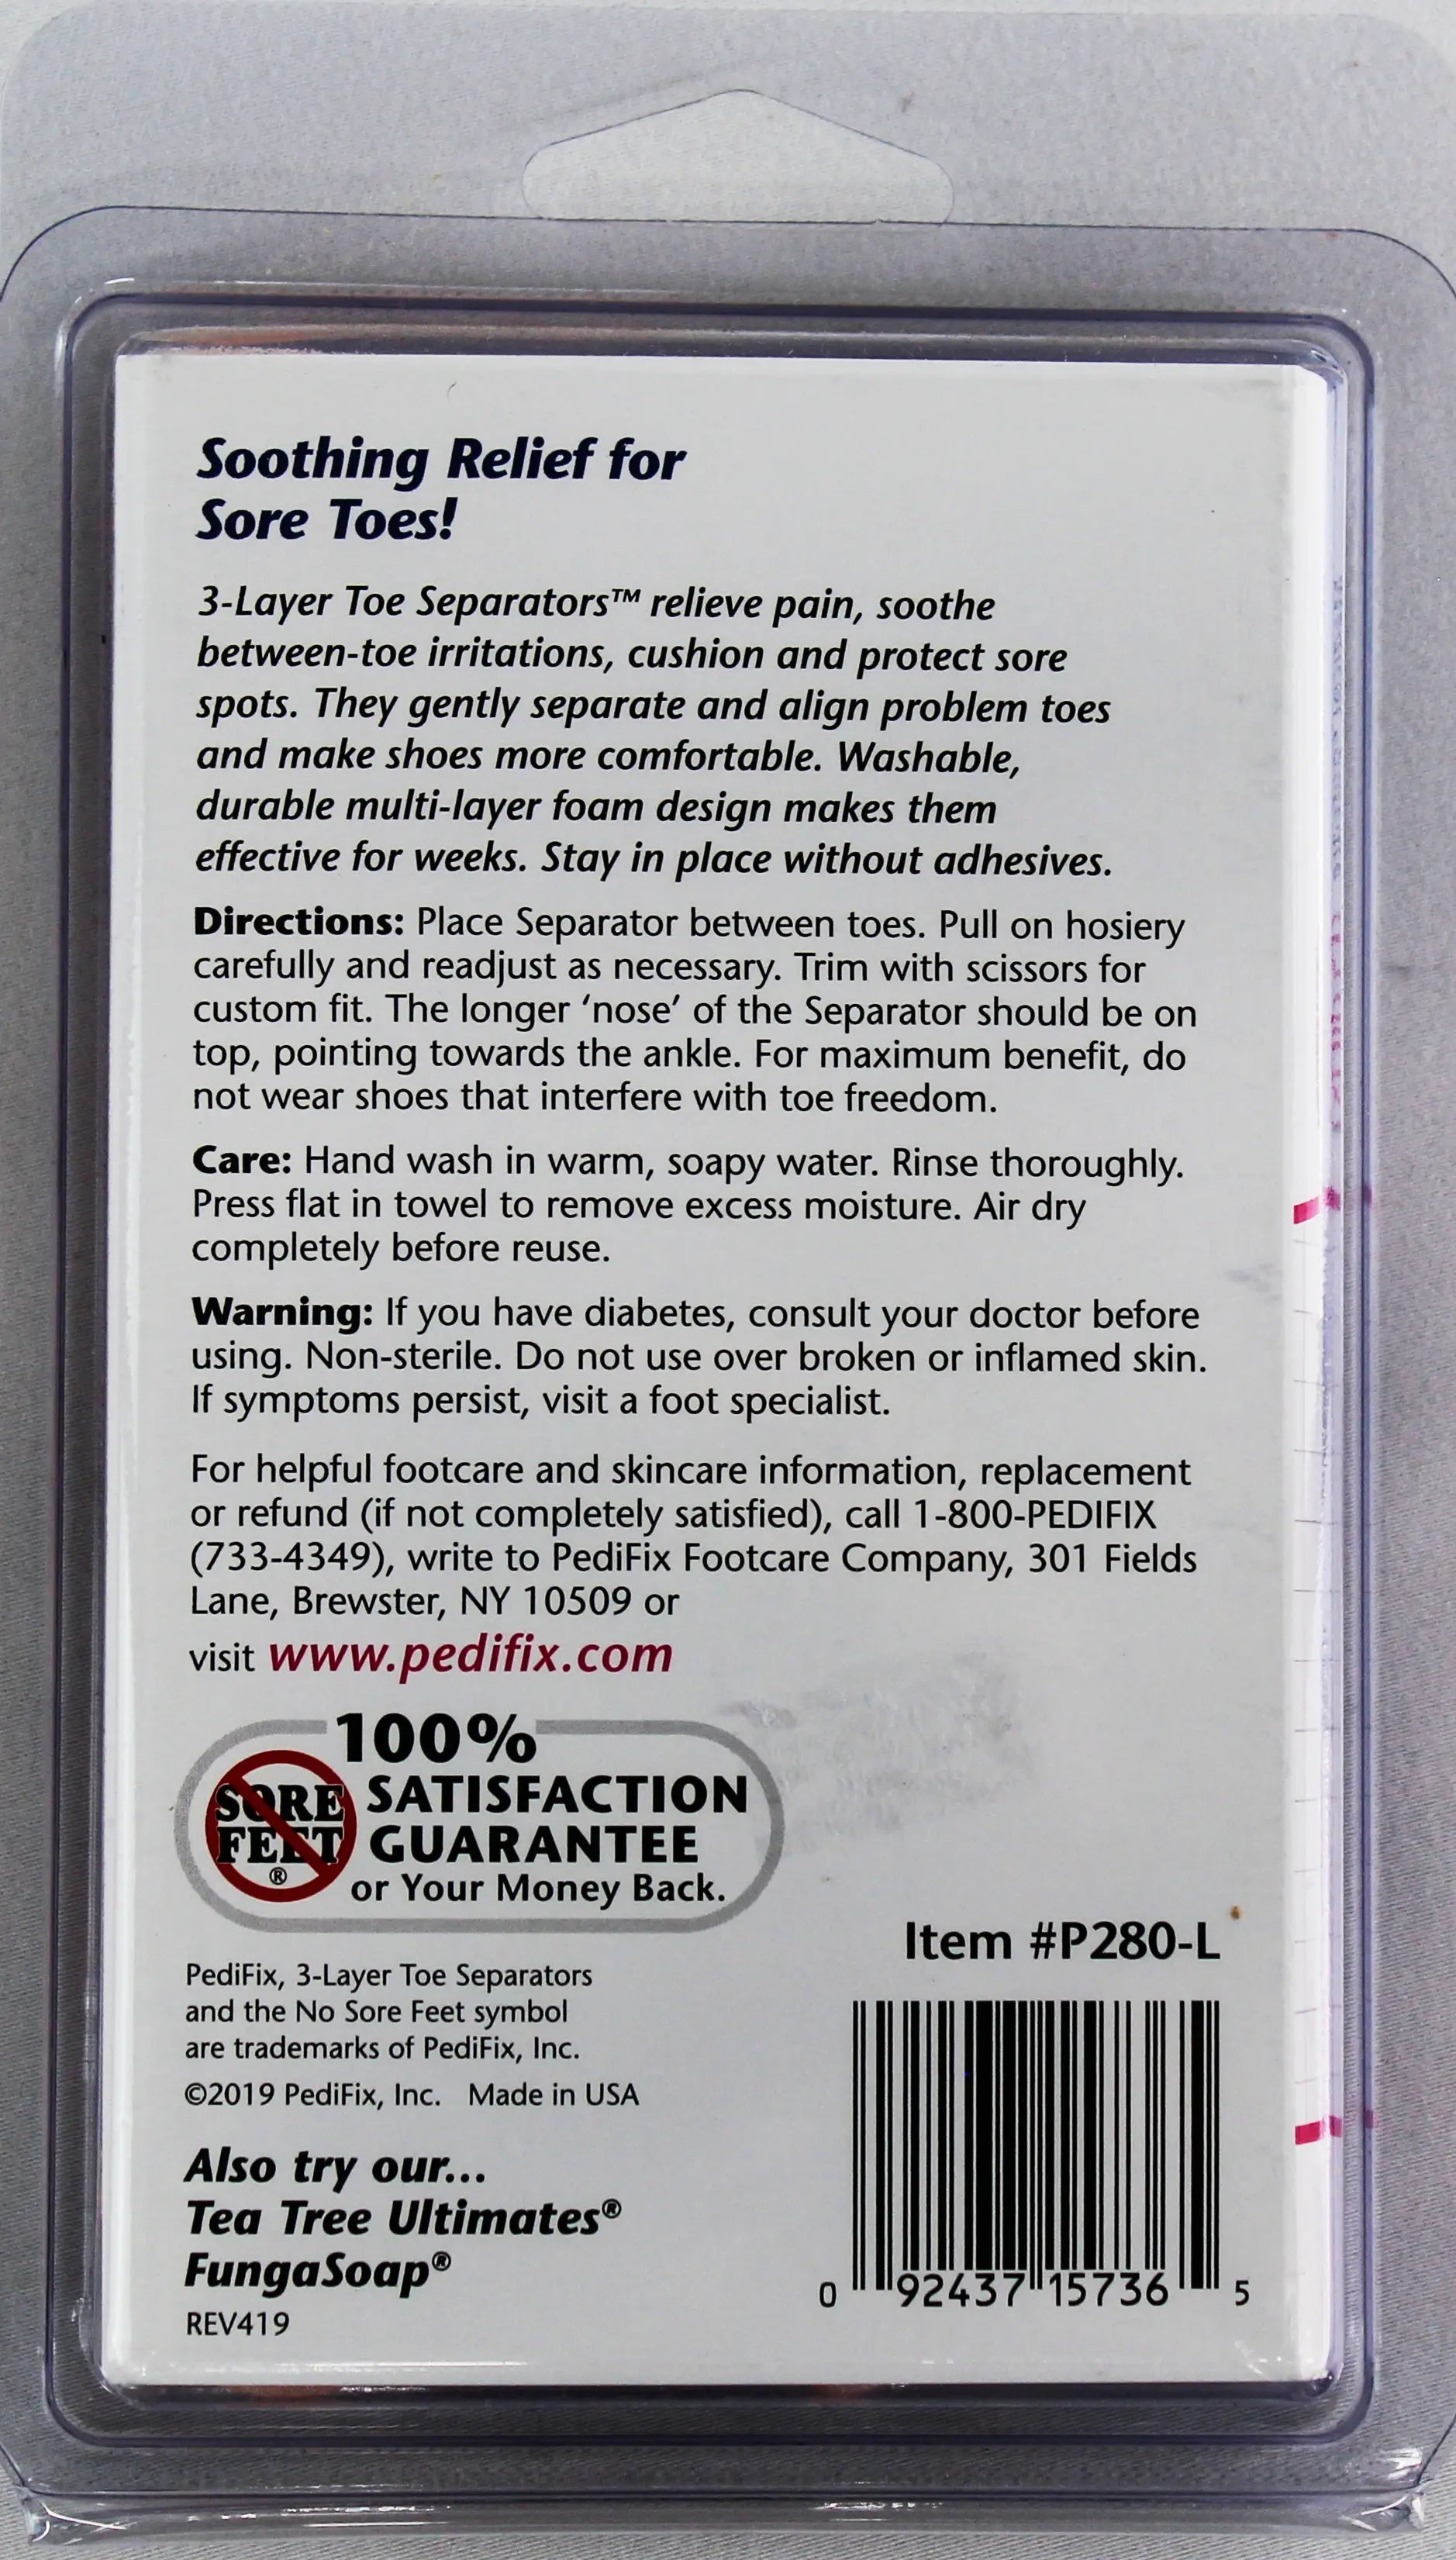 Soothing Relief for
Sore Toes!
3-Layer Toe Separators™ relieve pain, soothe
between-toe irritations, cushion and protect sore
spots. They gently separate and align problem toes
and make shoes more comfortable. Washable,
durable multi-layer foam design makes them
effective for weeks. Stay in place without adhesives.
Directions: Place Separator between toes. Pull on hosiery
carefully and readjust as necessary. Trim with scissors for
custom fit. The longer ‘nose’ of the Separator should be on
top, pointing towards the ankle. For maximum benefit, do
not wear shoes that interfere with toe freedom.
Care: Hand wash in warm, soapy water. Rinse thoroughly.
Press flat in towel to remove excess moisture. Air dry
completely before reuse.
Warning: If you have diabetes, consult your doctor before
using. Non-sterile. Do not use over broken or inflamed skin.
If symptoms persist, visit a foot specialist.
For helpful footcare and skincare information, replacement
or refund (if not completely satisfied), call 1-800-PEDIFIX
(733-4349), write to PediFix Footcare Company, 301 Fields
Lane, Brewster, NY 10509 or
visit www.pedifix.com
100%
SATISFACTION
GUARANTEE
or Your Money Back.
SORE
FEET
®
Item #P280-L
PediFix, 3-Layer Toe Separators
and the No Sore Feet symbol
are trademarks of PediFix, Inc.
©2019 PediFix, Inc. Made in USA
Also try our...
Tea Tree Ultimates®
FungaSoap®
REV419
0 92437 15736 5